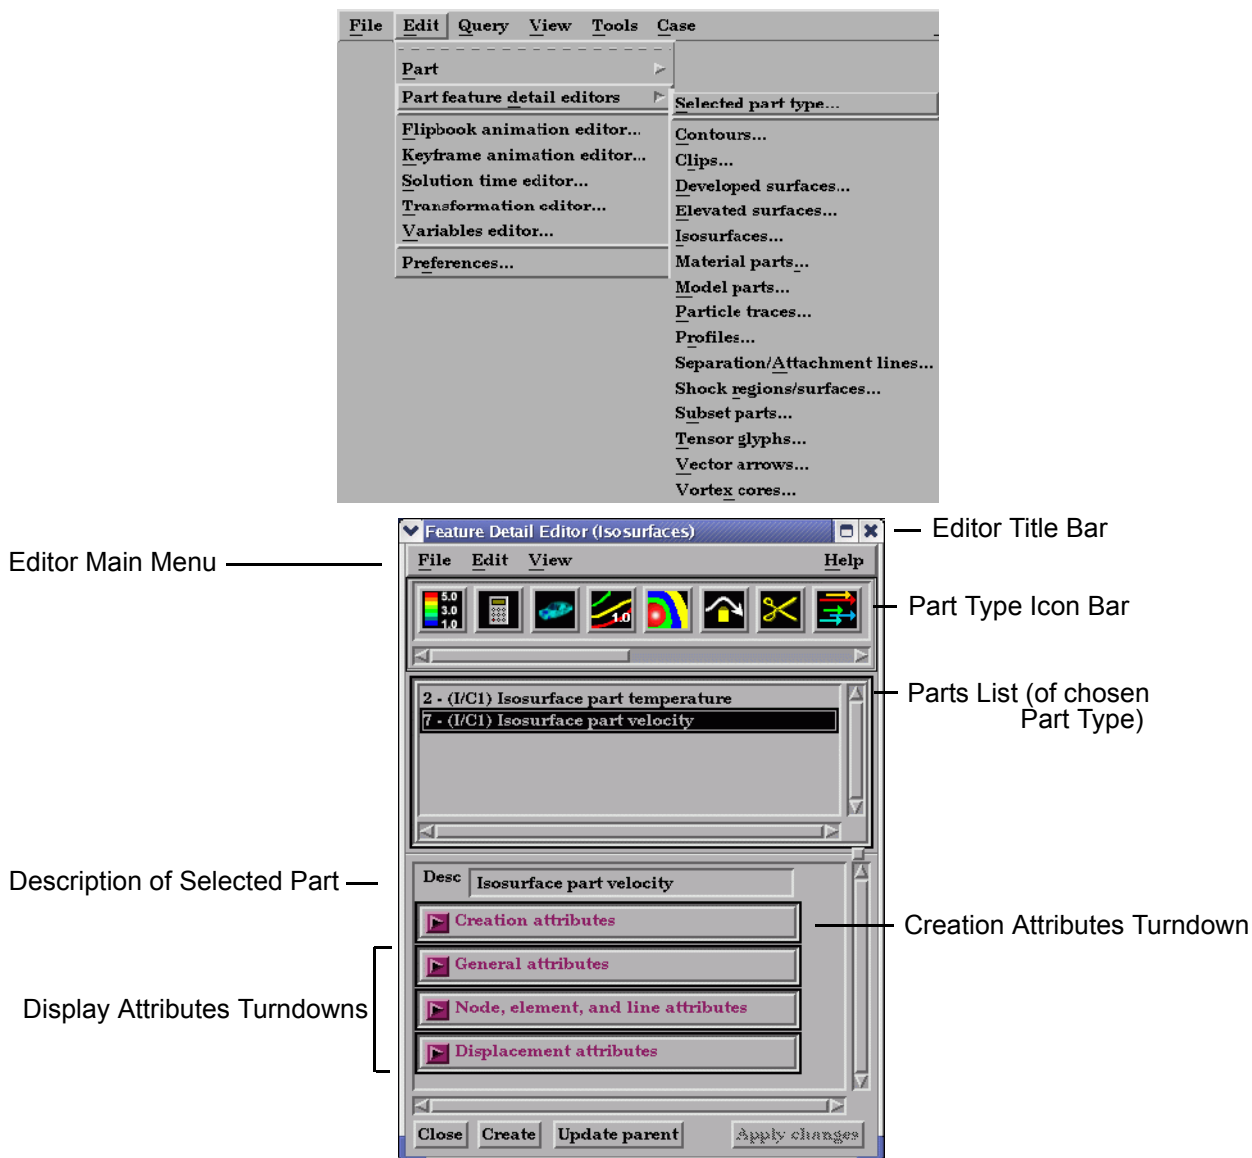 File Edit Query View Tools Case
Part
Part feature detail editors
Flipbook animation editor...
Keyframe animation editor...
Solution time editor...
Transformation editor...
Variables editor...
Preferences...
Selected part type...
Contours...
Clips...
Developed surfaces...
Elevated surfaces...
Isosurfaces...
Material parts...
Model parts...
Particle traces...
Profiles...
Separation/Attachment lines...
Shock regions/surfaces...
Subset parts...
Tensor glyphs...
Vector arrows...
Vortex cores...
Feature Detail Editor (Isosurfaces)
Editor Title Bar
Editor Main Menu
File Edit View Help
5.0
3.0
1.0
1.0
Part Type Icon Bar
2 - (I/C1) Isosurface part temperature
7 - (I/C1) Isosurface part velocity
Parts List (of chosen
Part Type)
Description of Selected Part
Desc Isosurface part velocity
Creation attributes
Creation Attributes Turndown
General attributes
Node, element, and line attributes
Displacement attributes
Display Attributes Turndowns
Close Create Update parent Apply changes